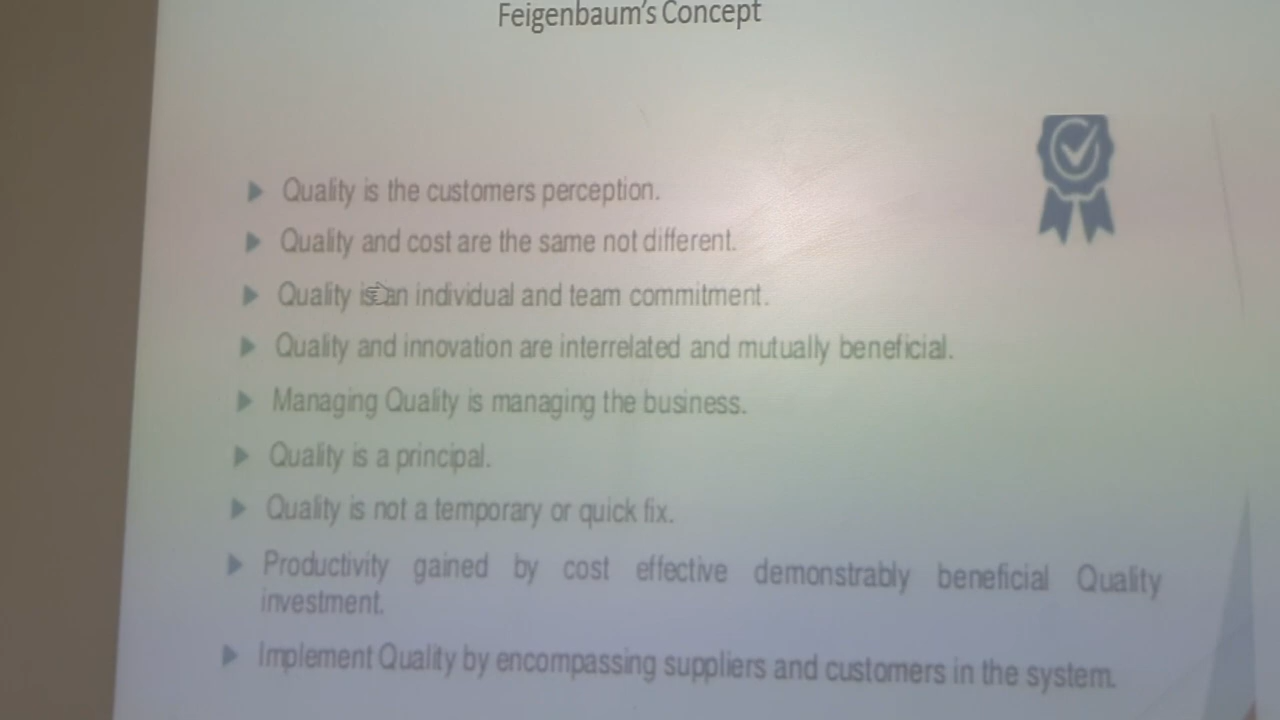 Feigenbaum's Concept
Quality is the customers perception.
Quality and cost are the same not different.
Quality is an individual and team commitment.
Quality and innovation are interrelated and mutually beneficial.
Managing Quality is managing the business.
Quality is a principal.
Quality is not a temporary or quick fix.
Productivity gained by cost effective demonstrably beneficial Quality
investment.
Implement Quality by encompassing suppliers and customers in the system.